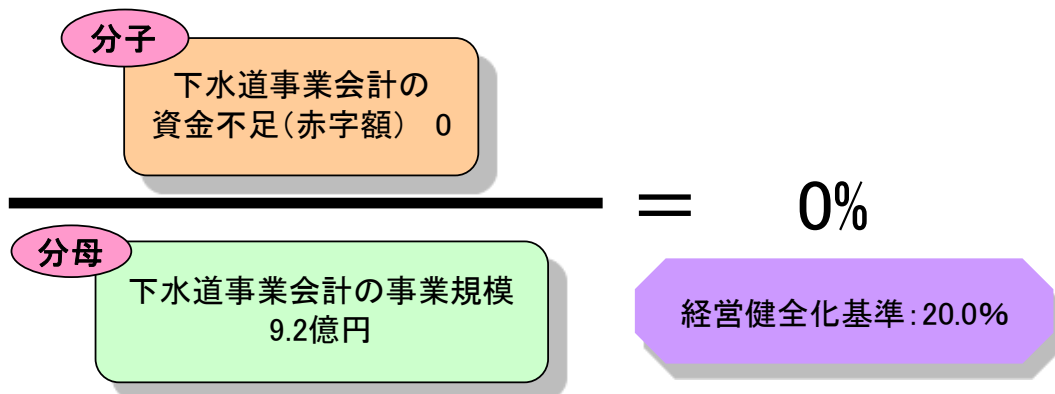 分子
下水道事業会計の
資金不足(赤字額) 0
分母
下水道事業会計の事業規模
9.2億円
= 0%
経営健全化基準:20.0%